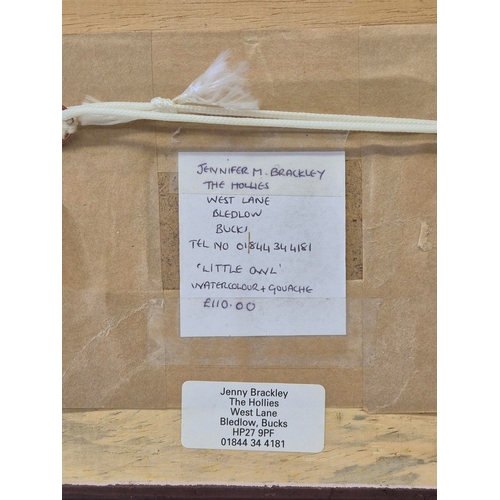 JENNIFER M. BRACKLEY
THE HOLLIES
WEST LANE
BLEDLOW
BUCKS
TEL NO 01844 344181
'LITTLE OWL'
WATERCOLOUR + GOUACHE
£110.00
Jenny Brackley
The Hollies
West Lane
Bledlow, Bucks
HP27 9PF
01844 34 4181